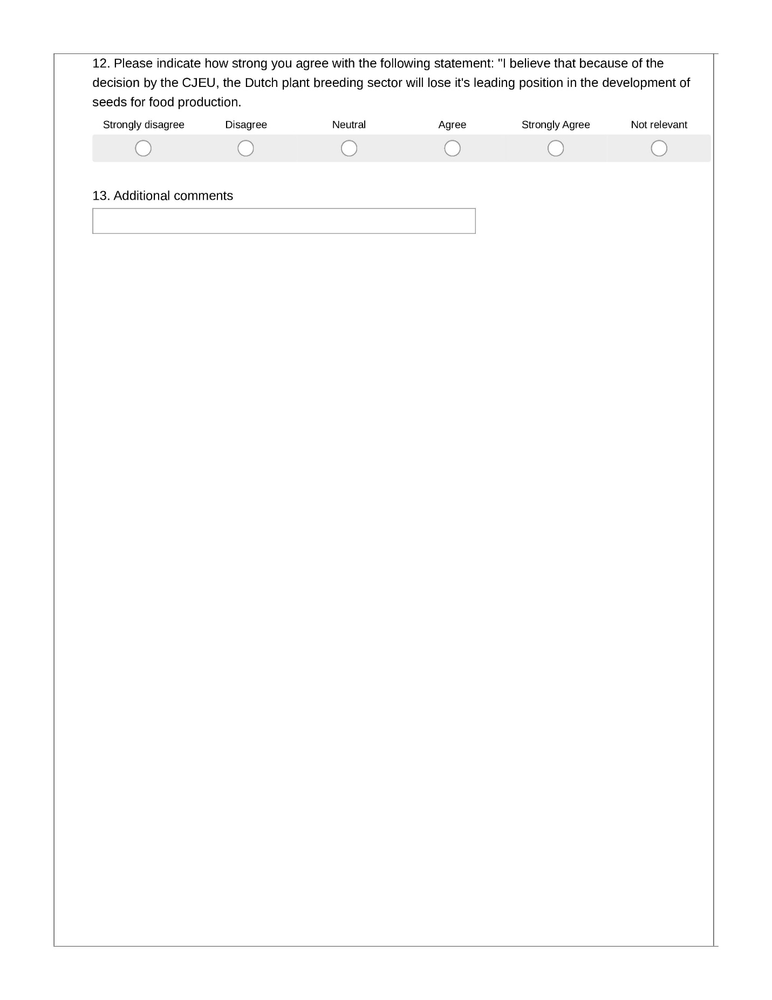 12. Please indicate how strong you agree with the following statement: "I believe that because of the
decision by the CJEU, the Dutch plant breeding sector will lose it's leading position in the development of
seeds for food production.
Strongly disagree Disagree Neutral Agree Strongly Agree Not relevant
13. Additional comments